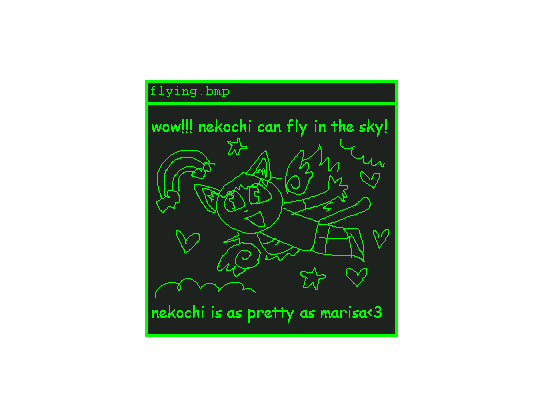 flying.bmp
wow!!! nekochi can fly in the sky!
nekochi is as pretty as marisa<3